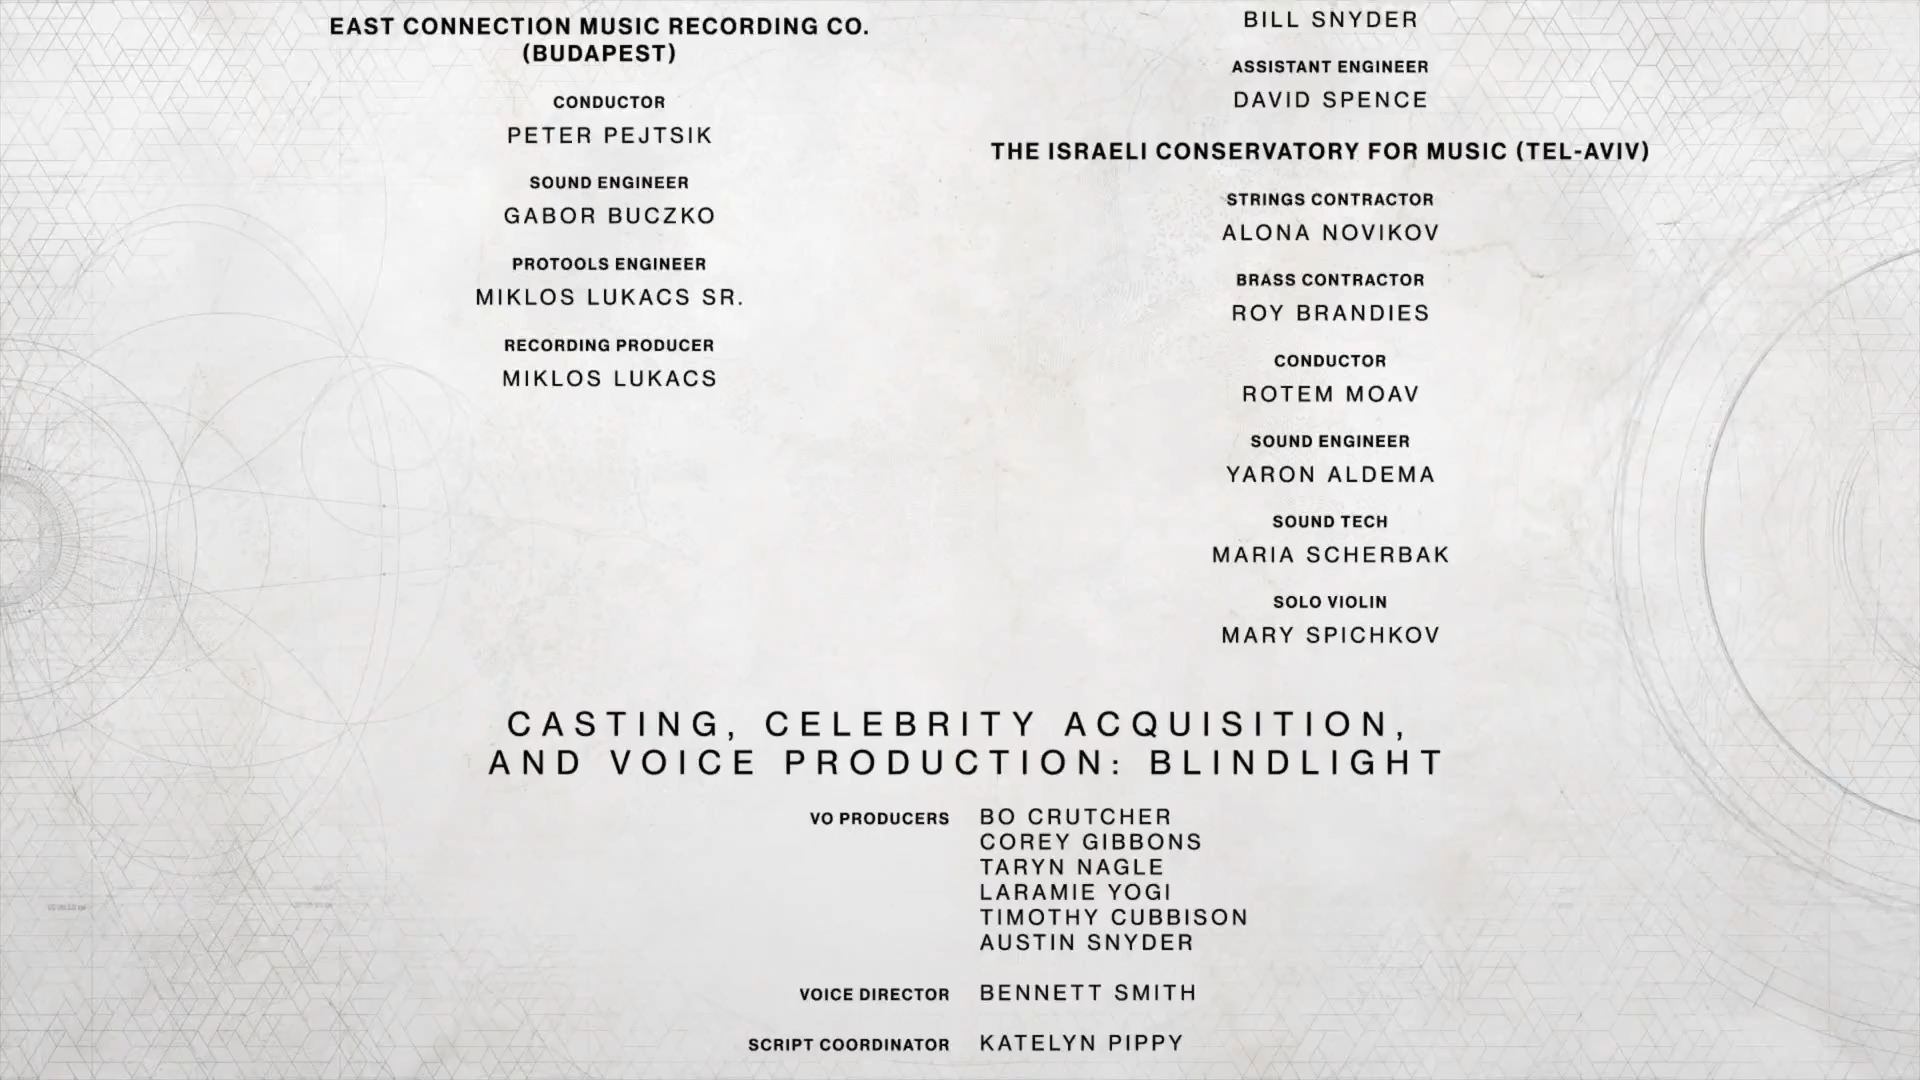 EAST CONNECTION MUSIC RECORDING CO.
(BUDAPEST)
CONDUCTOR
PETER PEJTSIK
SOUND ENGINEER
GABOR BUCZKO
PROTOOLS ENGINEER
MIKLOS LUKACS SR.
RECORDING PRODUCER
MIKLOS LUKACS
BILL SNYDER
ASSISTANT ENGINEER
DAVID SPENCE
THE ISRAELI CONSERVATORY FOR MUSIC (TEL-AVIV)
STRINGS CONTRACTOR
ALONA NOVIKOV
BRASS CONTRACTOR
ROY BRANDIES
CONDUCTOR
ROTEM MOAV
SOUND ENGINEER
YARON ALDEMA
SOUND TECH
MARIA SCHERBAK
SOLO VIOLIN
MARY SPICHKOV
CASTING, CELEBRITY ACQUISITION,
AND VOICE PRODUCTION: BLINDLIGHT
VO PRODUCERS BO CRUTCHER
COREY GIBBONS
TARYN NAGLE
LARAMIE YOGI
TIMOTHY CUBBISON
AUSTIN SNYDER
VOICE DIRECTOR BENNETT SMITH
SCRIPT COORDINATOR KATELYN PIPPY